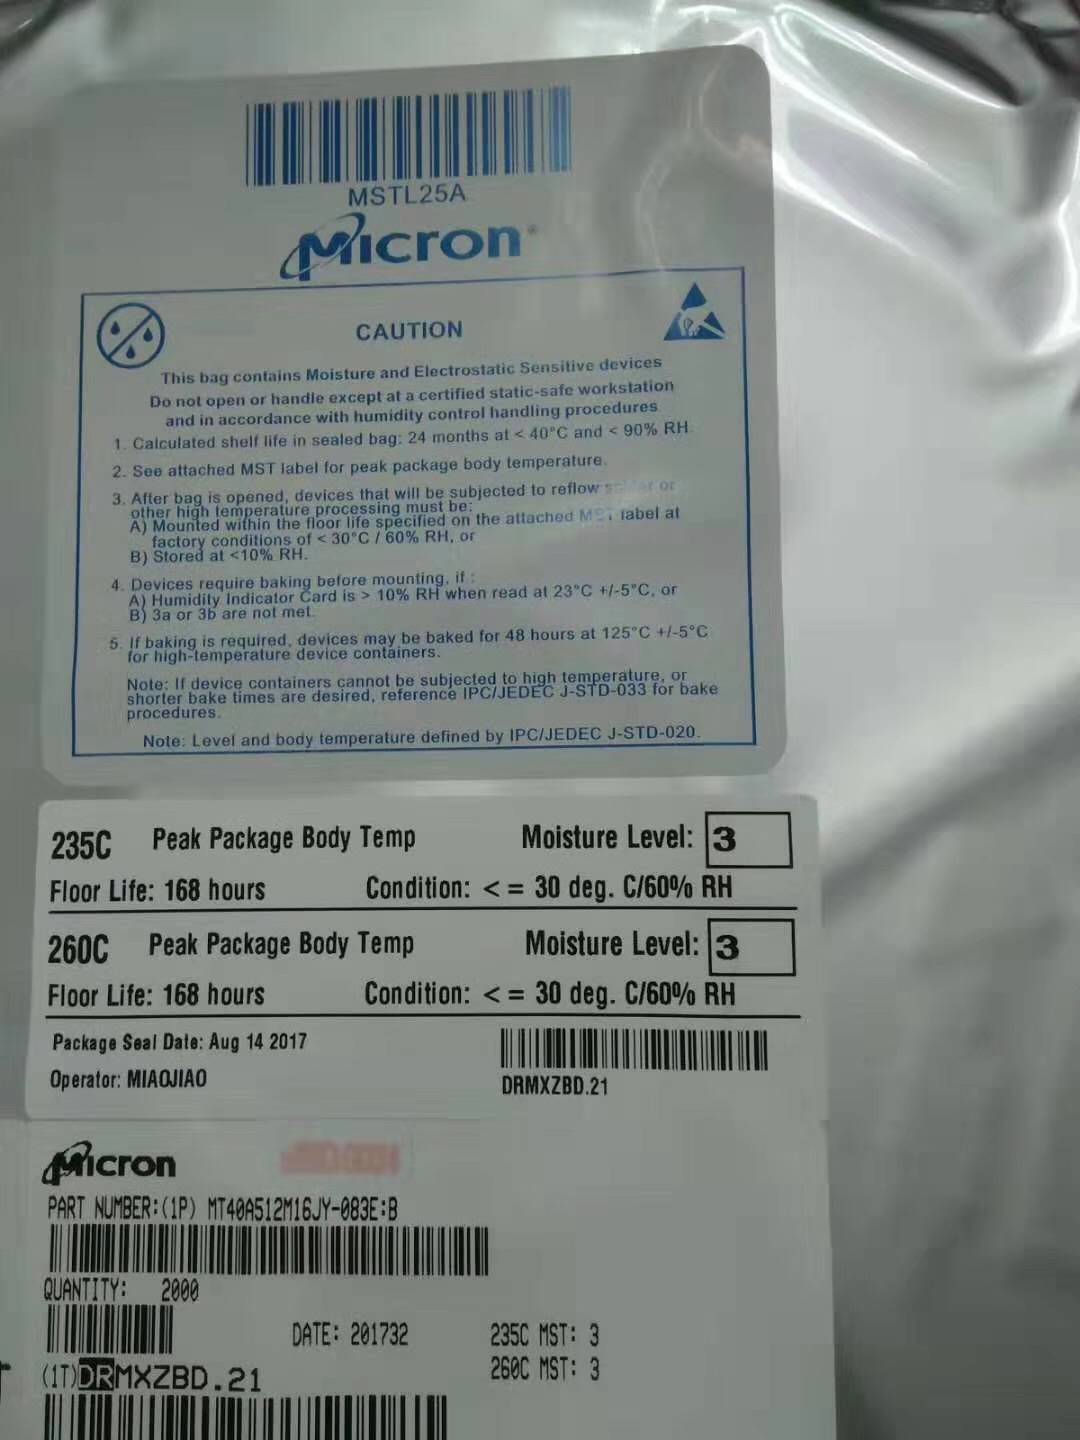 MSTL25A
Micron®
CAUTION
This bag contains Moisture and Electrostatic Sensitive devices
Do not open or handle except at a certified static-safe workstation
and in accordance with humidity control handling procedures
1. Calculated shelf life in sealed bag: 24 months at < 40°C and < 90% RH.
2. See attached MST label for peak package body temperature.
3. After bag is opened, devices that will be subjected to reflow or
other high temperature processing must be:
A) Mounted within the floor life specified on the attached MST label at
factory conditions of < 30°C / 60% RH, or
B) Stored at <10% RH.
4. Devices require baking before mounting, if :
A) Humidity Indicator Card is > 10% RH when read at 23°C +/-5°C, or
B) 3a or 3b are not met.
5. If baking is required, devices may be baked for 48 hours at 125°C +/-5°C
for high-temperature device containers.
Note: If device containers cannot be subjected to high temperature, or
shorter bake times are desired, reference IPC/JEDEC J-STD-033 for bake
procedures.
Note: Level and body temperature defined by IPC/JEDEC J-STD-020.
235C Peak Package Body Temp Moisture Level: 3
Floor Life: 168 hours Condition: < = 30 deg. C/60% RH
260C Peak Package Body Temp Moisture Level: 3
Floor Life: 168 hours Condition: < = 30 deg. C/60% RH
Package Seal Date: Aug 14 2017
Operator: MIAOJIAO
DRMXZBD.21
Micron
PART NUMBER:(1P) MT40A512M16JY-083E:B
QUANTITY: 2000
DATE: 201732 235C MST: 3
260C MST: 3
(1T)DRMXZBD.21